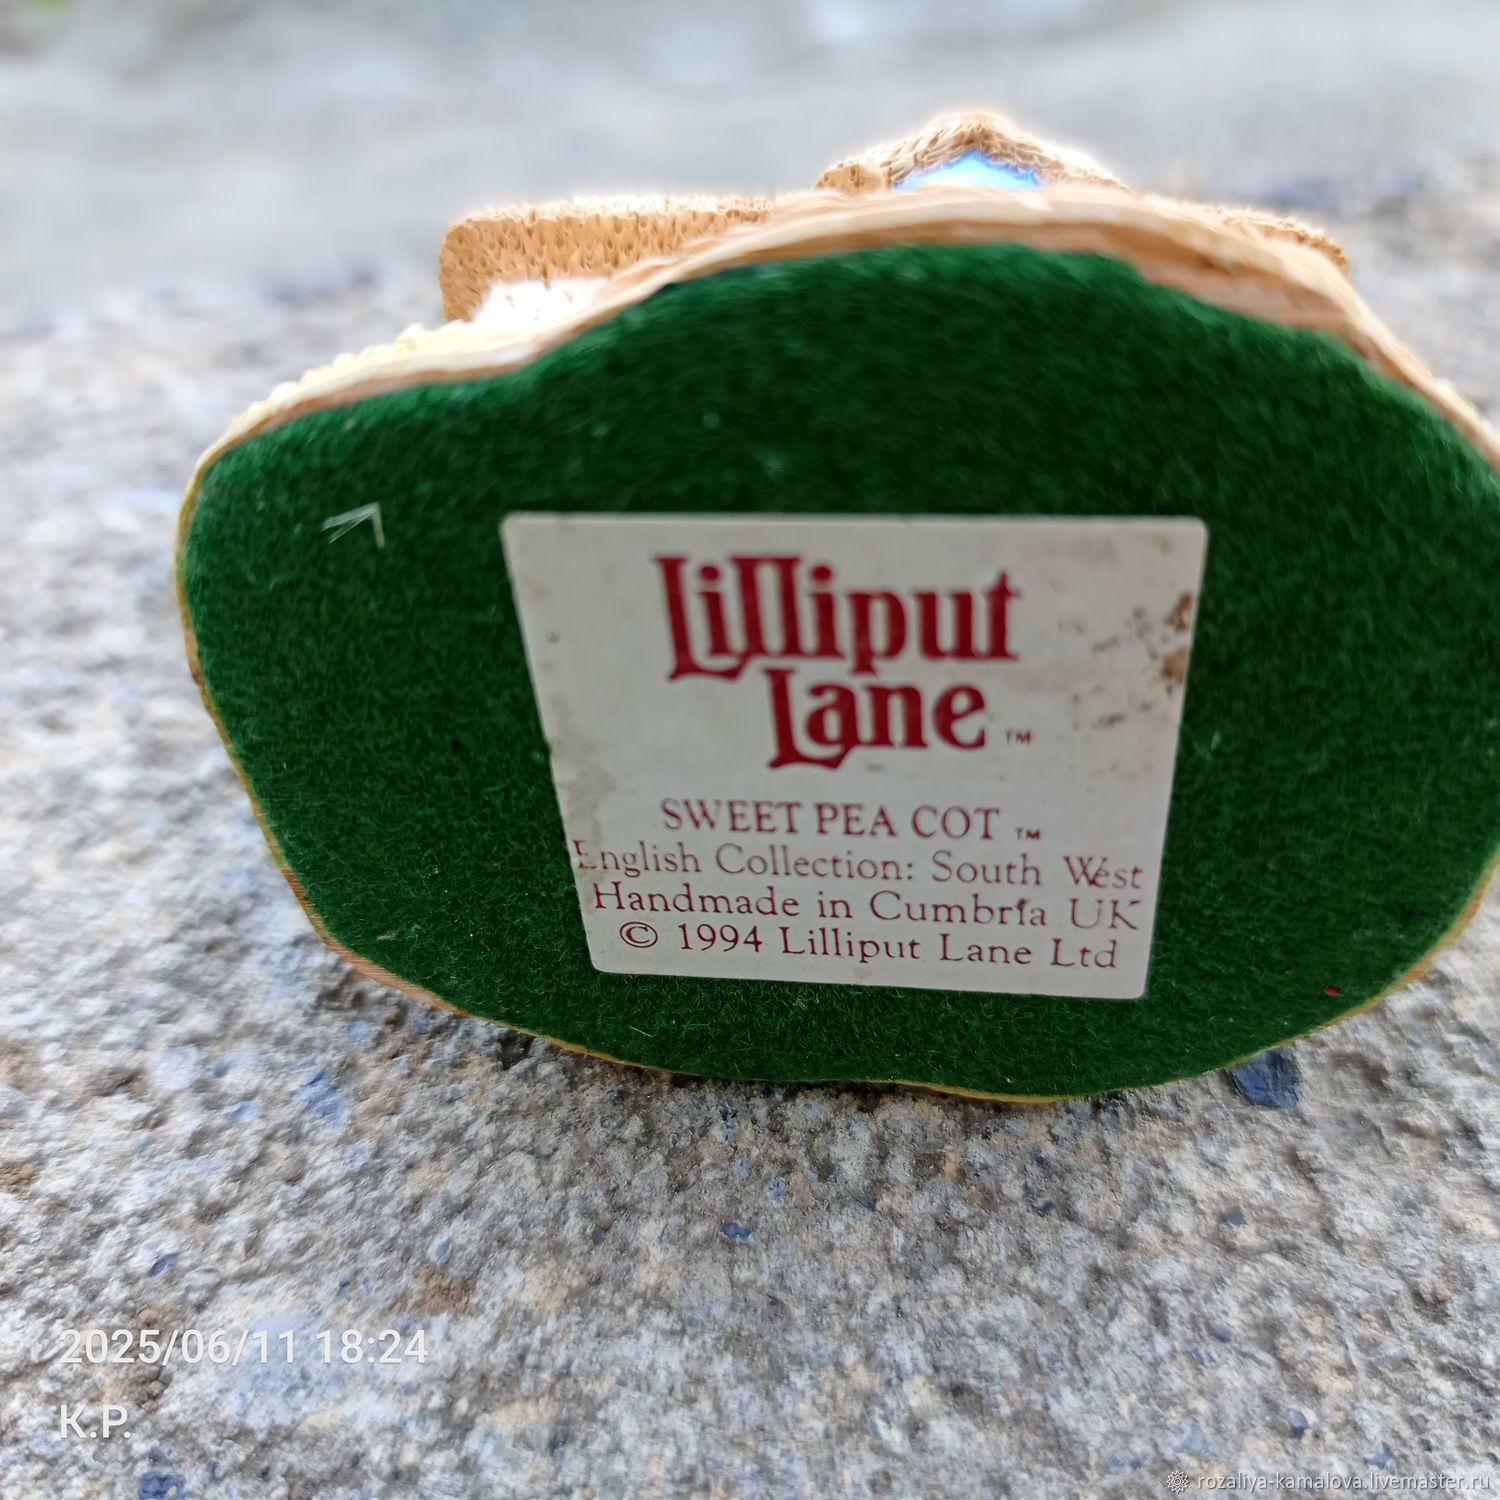 Lilliput
Lane ™
SWEET PEA COT ™
English Collection: South West
Handmade in Cumbria UK
© 1994 Lilliput Lane Ltd
2025/06/11 18:24
K.P.
rozaliya-kamalova.livemaster.ru